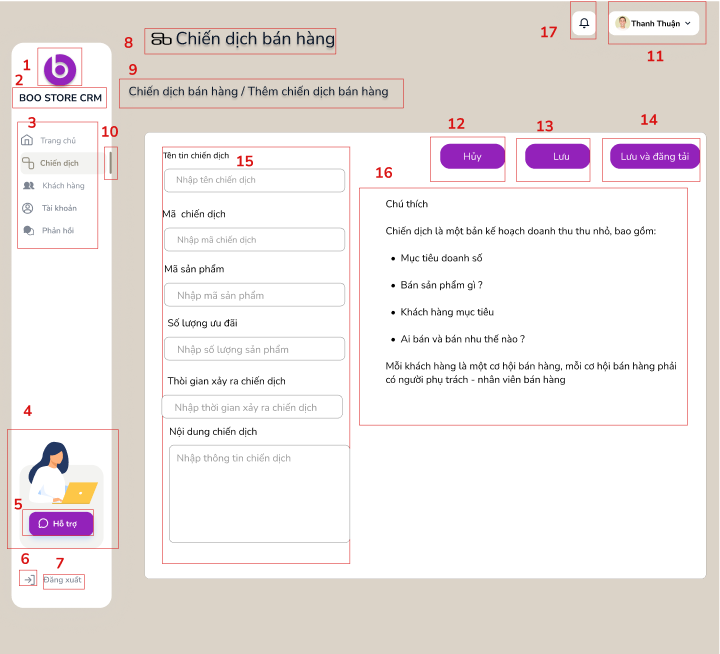 17
Thanh Thuận
11
8
Chiến dịch bán hàng
1
b
2
BOO STORE CRM
9
Chiến dịch bán hàng / Thêm chiến dịch bán hàng
3
10
Trang chủ
Chiến dịch
Khách hàng
Tài khoản
Phản hồi
12
13
14
Hủy
Lưu
Lưu và đăng tải
15
Tên tin chiến dịch
Nhập tên chiến dịch
Mã chiến dịch
Nhập mã chiến dịch
Mã sản phẩm
Nhập mã sản phẩm
Số lượng ưu đãi
Nhập số lượng sản phẩm
Thời gian xảy ra chiến dịch
Nhập thời gian xảy ra chiến dịch
Nội dung chiến dịch
Nhập thông tin chiến dịch
16
Chú thích
Chiến dịch là một bản kế hoạch doanh thu thu nhỏ, bao gồm:
• Mục tiêu doanh số
• Bán sản phẩm gì ?
• Khách hàng mục tiêu
• Ai bán và bán nhu thế nào ?
Mỗi khách hàng là một cơ hội bán hàng, mỗi cơ hội bán hàng phải
có người phụ trách - nhân viên bán hàng
4
5
Hỗ trợ
6
7
Đăng xuất